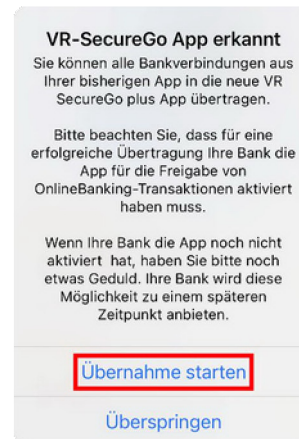 VR-SecureGo App erkannt
Sie können alle Bankverbindungen aus
Ihrer bisherigen App in die neue VR
SecureGo plus App übertragen.
Bitte beachten Sie, dass für eine
erfolgreiche Übertragung Ihre Bank die
App für die Freigabe von
OnlineBanking-Transaktionen aktiviert
haben muss.
Wenn Ihre Bank die App noch nicht
aktiviert hat, haben Sie bitte noch
etwas Geduld. Ihre Bank wird diese
Möglichkeit zu einem späteren
Zeitpunkt anbieten.
Übernahme starten
Überspringen